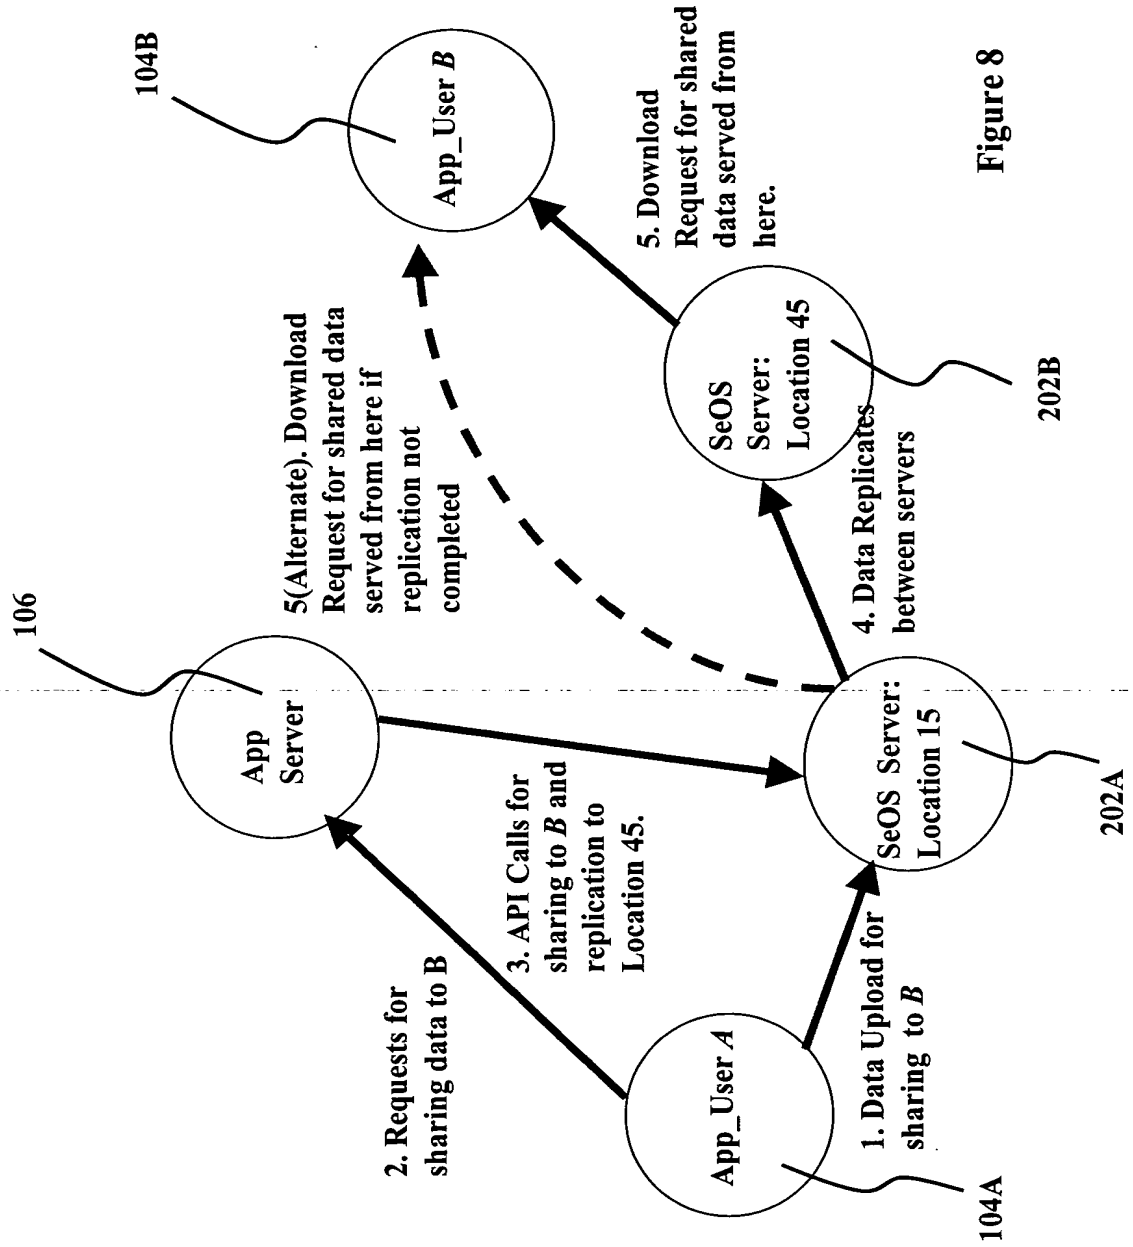 106
104B
App
Server
App_User B
5(Alternate). Download
Request for shared data
served from here if
replication not
completed
2. Requests for
sharing data to B
3. API Calls for
sharing to B and
replication to
Location 45.
5. Download
Request for shared
data served from
here.
App_User A
SeOS
Server:
Location 45
SeOS Server:
Location 15
1. Data Upload for
sharing to B
4. Data Replicates
between servers
104A
202A
202B
Figure 8